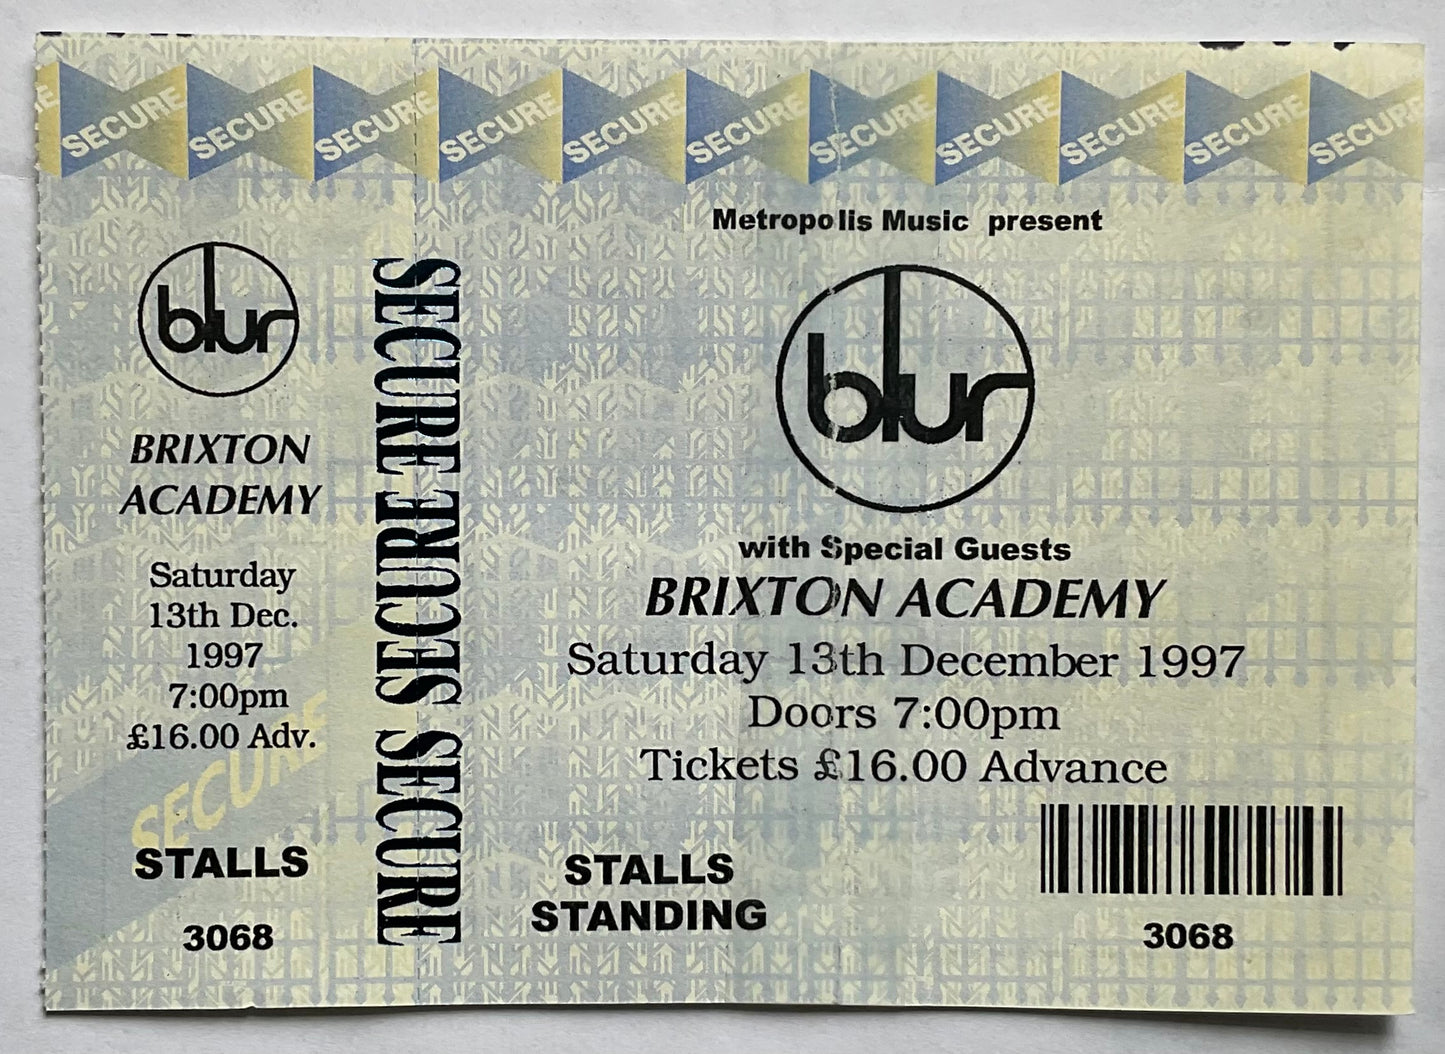 SECURE SECURE SECURE SECURE SECURE SECURE SECURE SECURE SECURE SECURE SECUR
blur
BRIXTON
ACADEMY
Saturday
13th Dec.
1997
7:00pm
£16.00 Adv.
SECURE
STALLS
3068
SECURE SECURE SECURE
Metropolis Music present
blur
with Special Guests
BRIXTON ACADEMY
Saturday 13th December 1997
Doors 7:00pm
Tickets £16.00 Advance
STALLS
STANDING
3068